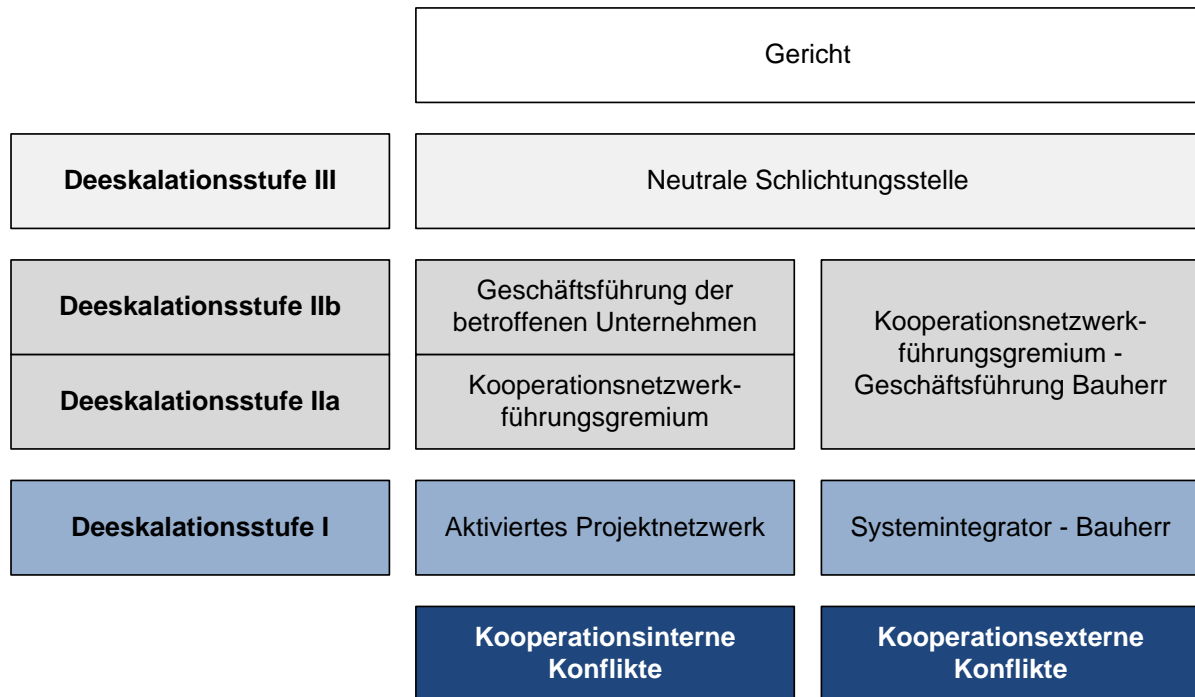 Gericht
Deeskalationsstufe III
Neutrale Schlichtungsstelle
Deeskalationsstufe IIb
Geschäftsführung der
betroffenen Unternehmen
Deeskalationsstufe IIa
Kooperationsnetzwerk-
führungsgremium
Kooperationsnetzwerk-
führungsgremium -
Geschäftsführung Bauherr
Deeskalationsstufe I
Aktiviertes Projektnetzwerk
Systemintegrator - Bauherr
Kooperationsinterne
Konflikte
Kooperationsexterne
Konflikte